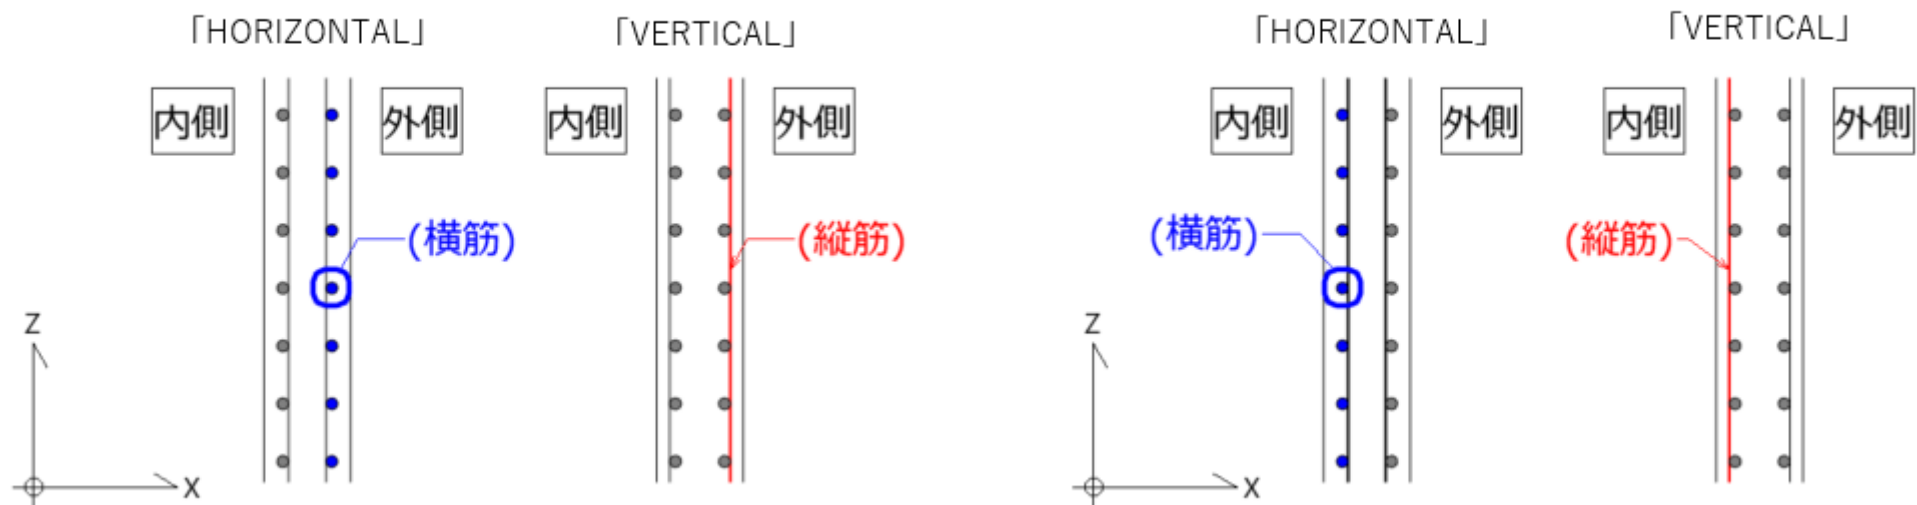 「HORIZONTAL」
「VERTICAL」
「HORIZONTAL」
「VERTICAL」
内側
外側
内側
外側
内側
外側
内側
外側
(横筋)
(縦筋)
(横筋)
(縦筋)
Z
X
Z
X